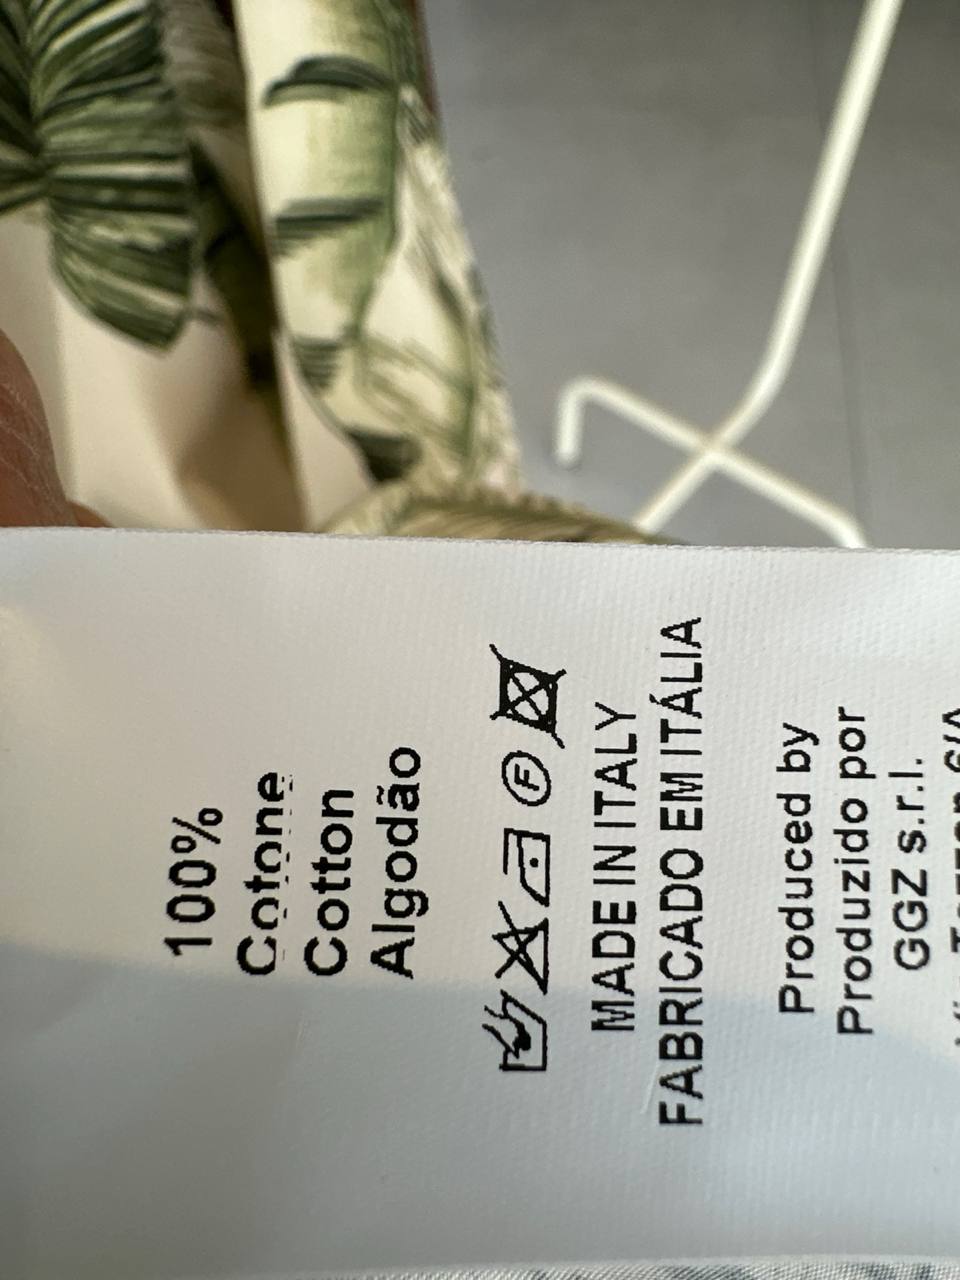 100%
Cotone
Cotton
Algodão
F
MADE IN ITALY
FABRICADO EM ITÁLIA
Produced by
Produzido por
GGZ s.r.l.